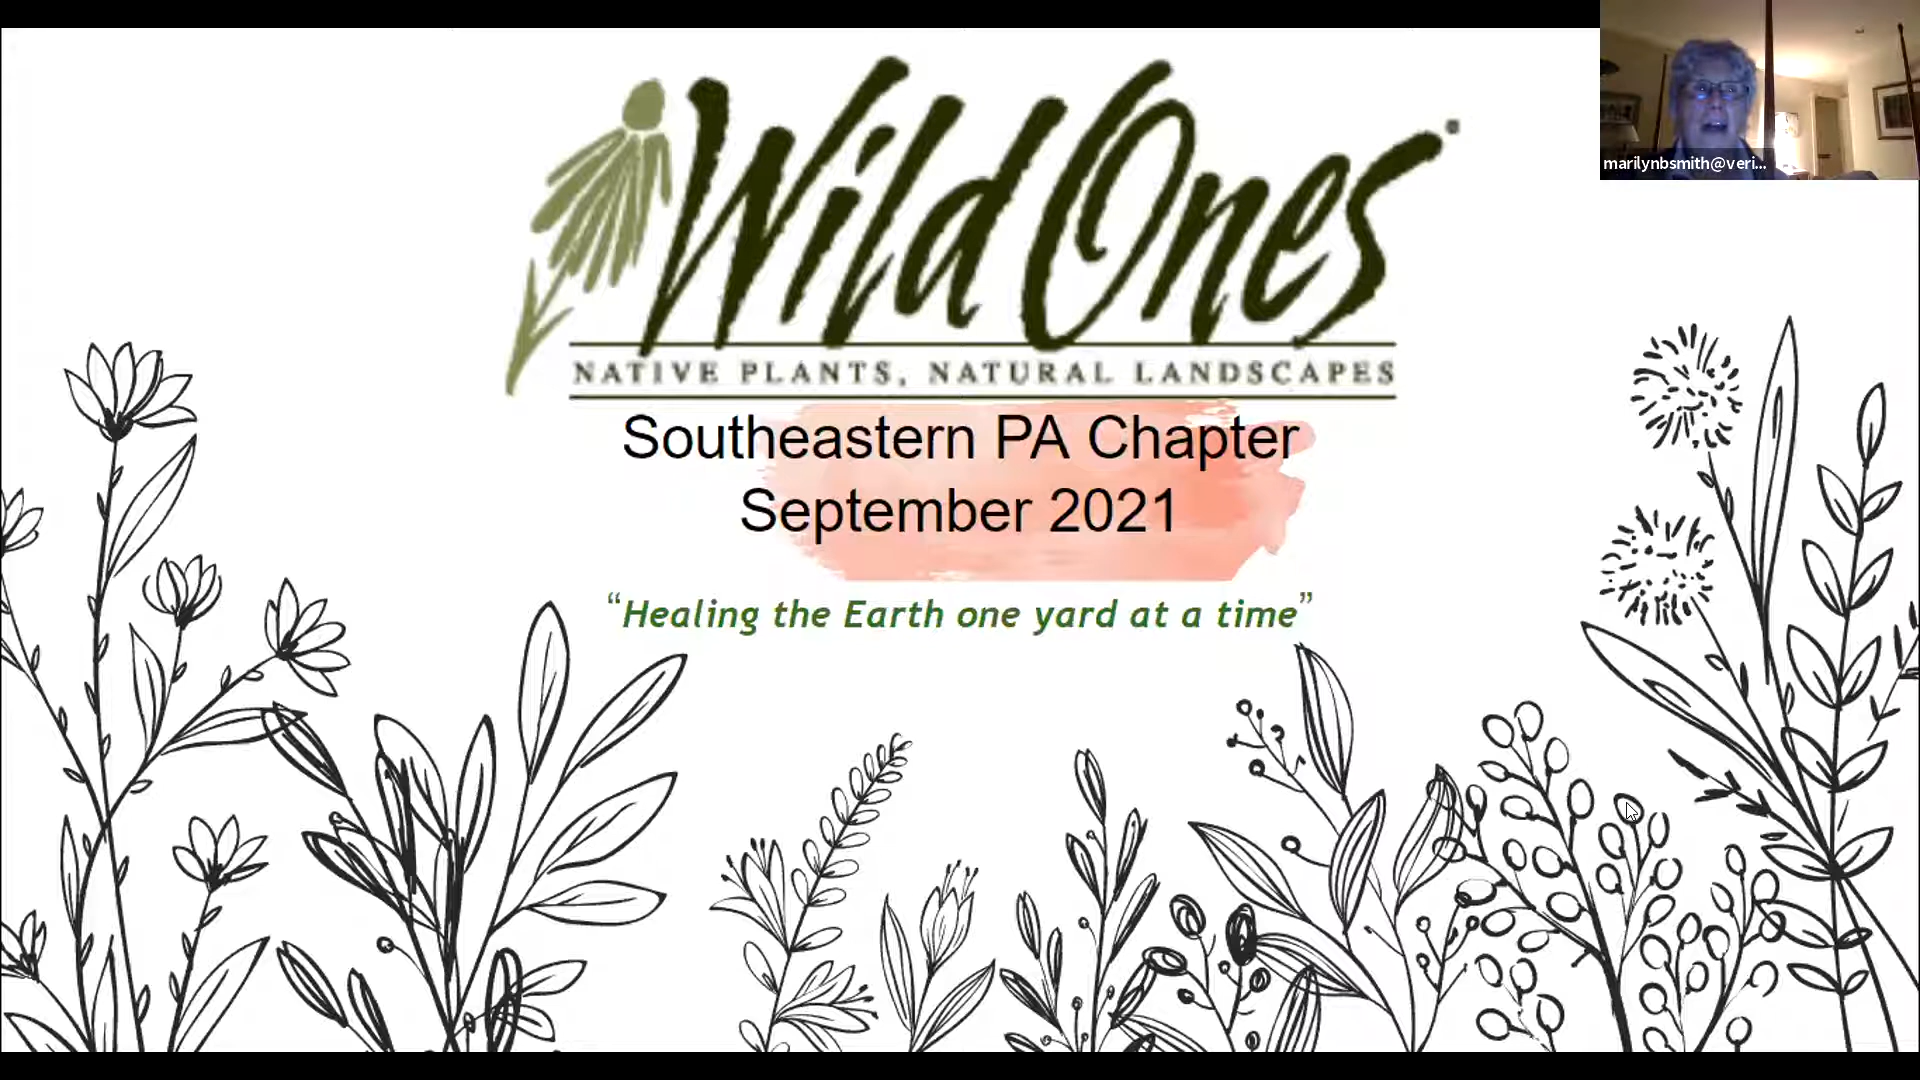 Wild Ones
NATIVE PLANTS, NATURAL LANDSCAPES
Southeastern PA Chapter
September 2021
“Healing the Earth one yard at a time”
marilynbsmith@veri...